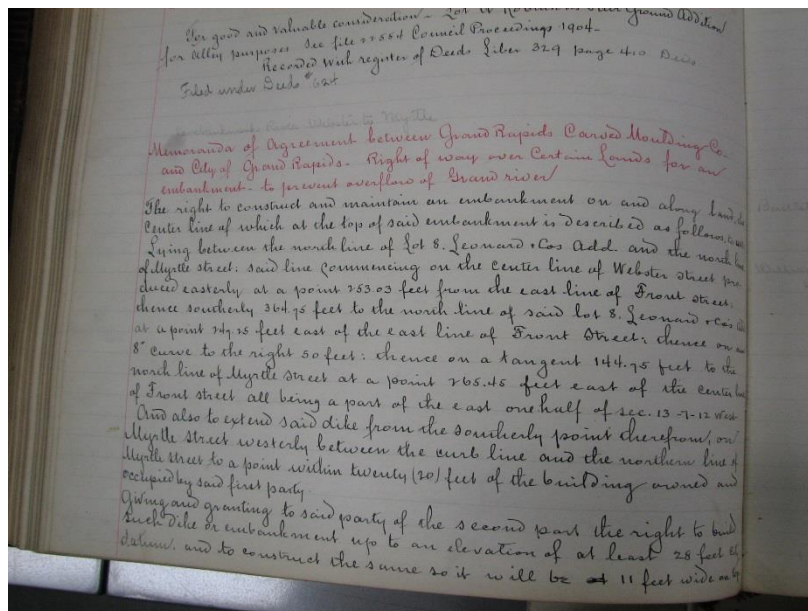 For good and valuable consideration - Lot W Robinsons Ground Addition
for alley purposes See file 22554 Council Proceedings 1904-
Recorded with register of Deeds Liber 329 page 410 Deeds
Filed under Deeds # 624
Webster to Myrtle
Memoranda of Agreement between Grand Rapids Carved Moulding Co.
and City of Grand Rapids - Right of way over Certain Lands for an
embankment - to prevent overflow of Grand river
The right to construct and maintain an embankment on and along land, the
Center line of which at the top of said embankment is described as follows, to wit:
Lying between the north line of Lot 8. Leonard & Cos Add. and the north line
of Myrtle street: said line Commencing on the center line of Webster street pro
duced easterly at a point 253.03 feet from the east line of Front street;
thence southerly 364.75 feet to the north line of said lot 8. Leonard & Cos
at a point 247.25 feet east of the east line of Front Street; thence on an
8° curve to the right 50 feet: thence on a tangent 144.75 feet to the
north line of Myrtle Street at a point 265.45 feet east of the center line
of Front street all being a part of the east one half of sec. 13-7-12 West
And also to extend said dike from the southerly point therefrom, on
Myrtle Street westerly between the curb line and the northern line of
Myrtle Street to a point within twenty (20) feet of the building owned and
occupied by said first party.
Giving and granting to said party of the second part the right to build
such dike or embankment up to an elevation of at least 28 feet City
datum, and to construct the same so it will be 11 feet wide on top